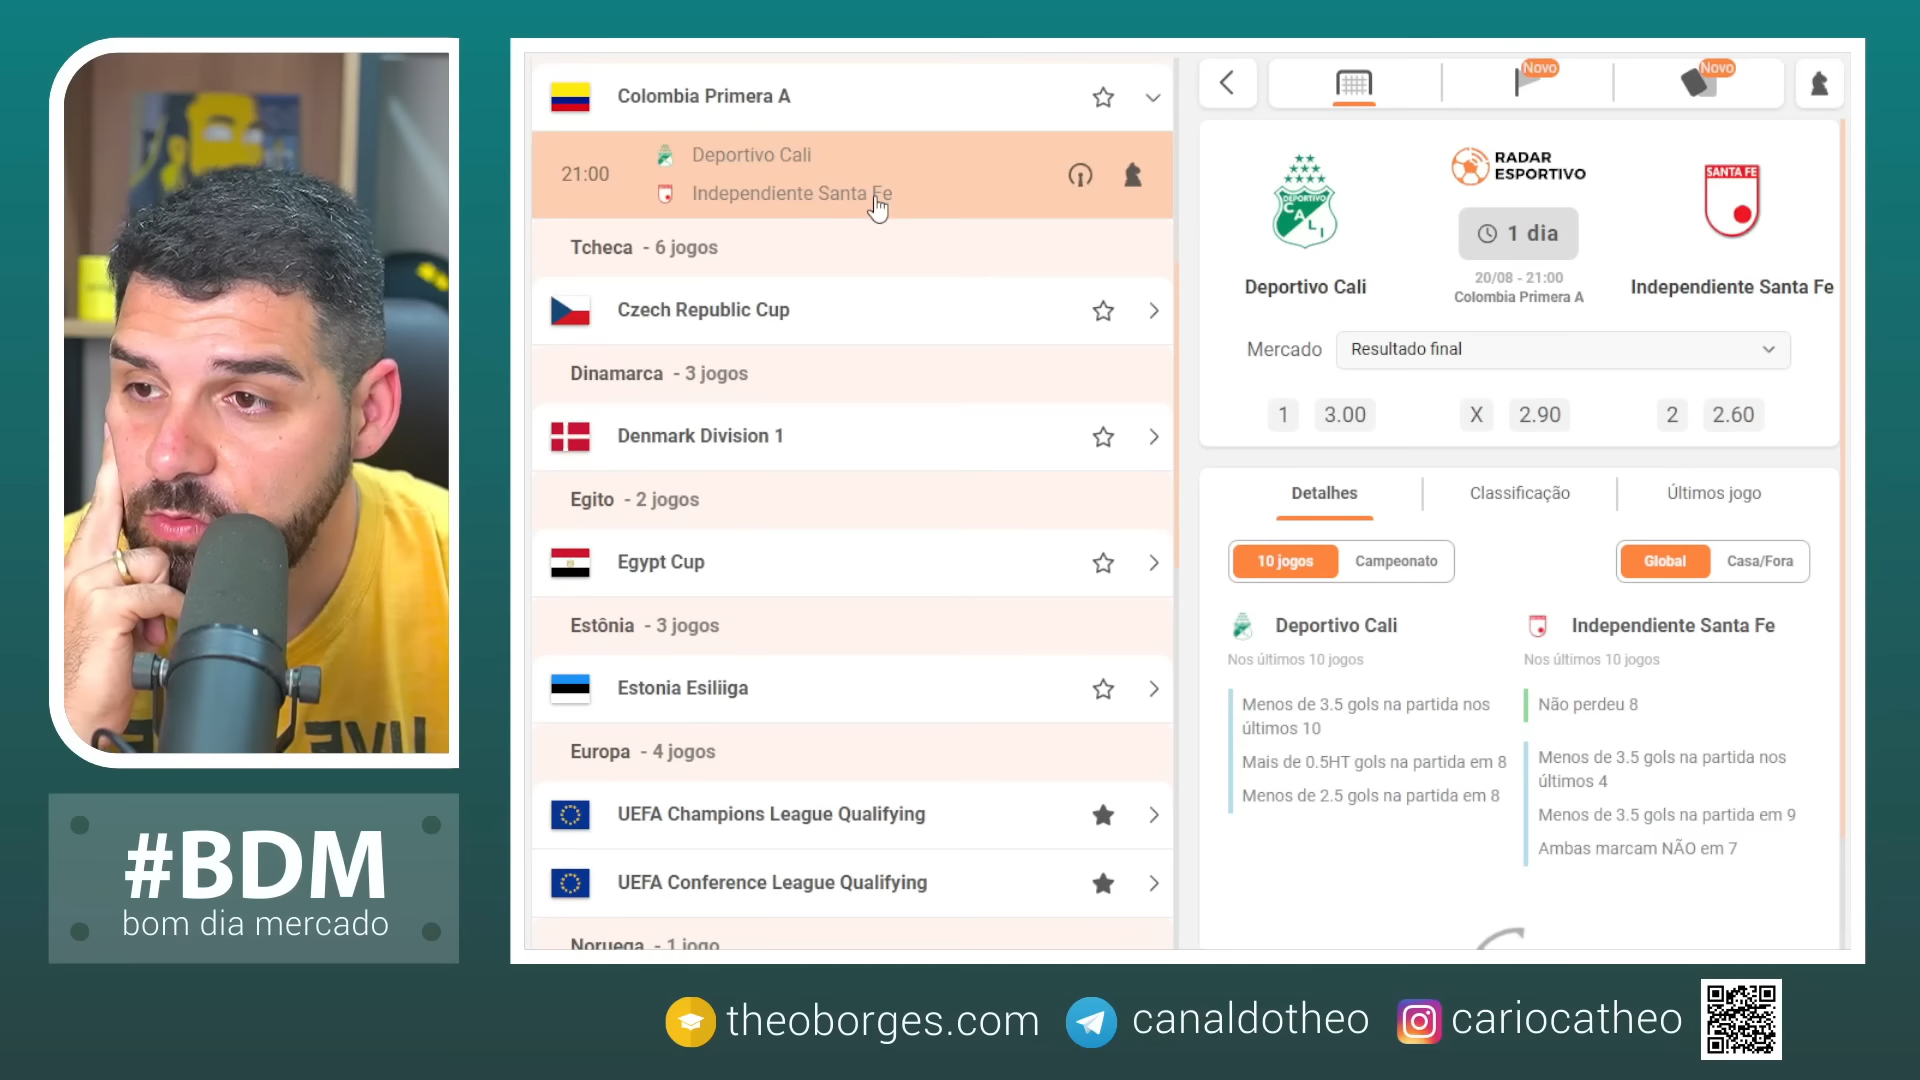 #BDM
bom dia mercado
Colombia Primera A
21:00
Deportivo Cali
Independiente Santa Fe
Tcheca - 6 jogos
Czech Republic Cup
Dinamarca - 3 jogos
Denmark Division 1
Egito - 2 jogos
Egypt Cup
Estônia - 3 jogos
Estonia Esiliiga
Europa - 4 jogos
UEFA Champions League Qualifying
UEFA Conference League Qualifying
Noruega - 1 jogo
Novo
Novo
DEPORTIVO
CALI
RADAR
ESPORTIVO
SANTA FE
1 dia
20/08 - 21:00
Colombia Primera A
Deportivo Cali
Independiente Santa Fe
Mercado
Resultado final
1 3.00 X 2.90 2 2.60
Detalhes
Classificação
Últimos jogo
10 jogos
Campeonato
Global
Casa/Fora
Deportivo Cali
Nos últimos 10 jogos
Menos de 3.5 gols na partida nos
últimos 10
Mais de 0.5HT gols na partida em 8
Menos de 2.5 gols na partida em 8
Independiente Santa Fe
Nos últimos 10 jogos
Não perdeu 8
Menos de 3.5 gols na partida nos
últimos 4
Menos de 3.5 gols na partida em 9
Ambas marcam NÃO em 7
theoborges.com
canaldotheo
cariocatheo